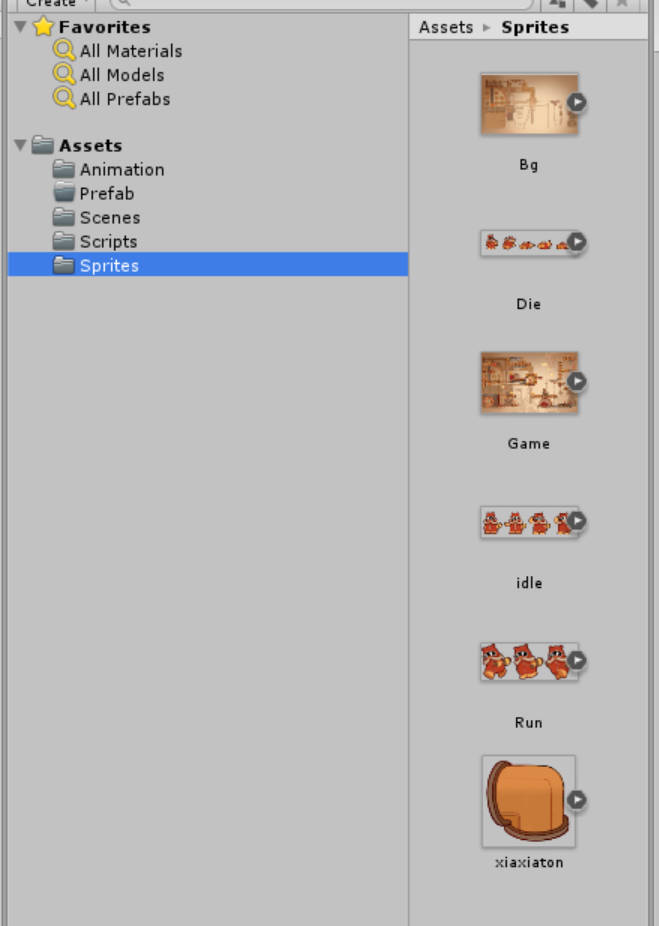 Create
Favorites
All Materials
All Models
All Prefabs
Assets
Animation
Prefab
Scenes
Scripts
Sprites
Assets ▸ Sprites
Bg
Die
Game
idle
Run
xiaxiaton